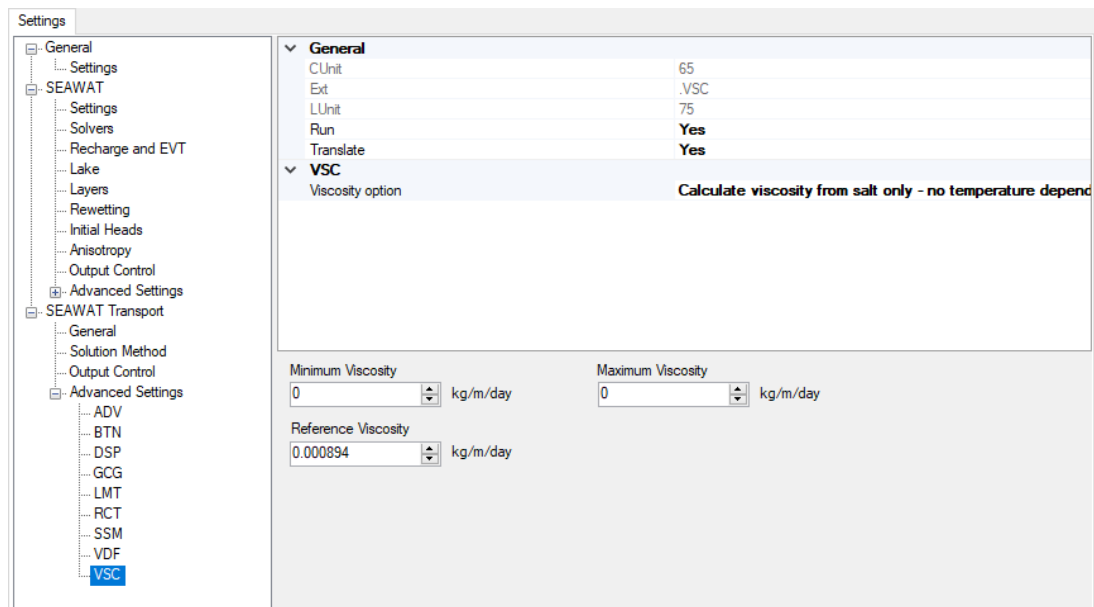 Settings
General
Settings
SEAWAT
Settings
Solvers
Recharge and EVT
Lake
Layers
Rewetting
Initial Heads
Anisotropy
Output Control
Advanced Settings
SEAWAT Transport
General
Solution Method
Output Control
Advanced Settings
ADV
BTN
DSP
GCG
LMT
RCT
SSM
VDF
VSC
General
CUnit 65
Ext .VSC
LUnit 75
Run Yes
Translate Yes
VSC
Viscosity option Calculate viscosity from salt only - no temperature depend
Minimum Viscosity Maximum Viscosity
0 kg/m/day 0 kg/m/day
Reference Viscosity
0.000894 kg/m/day